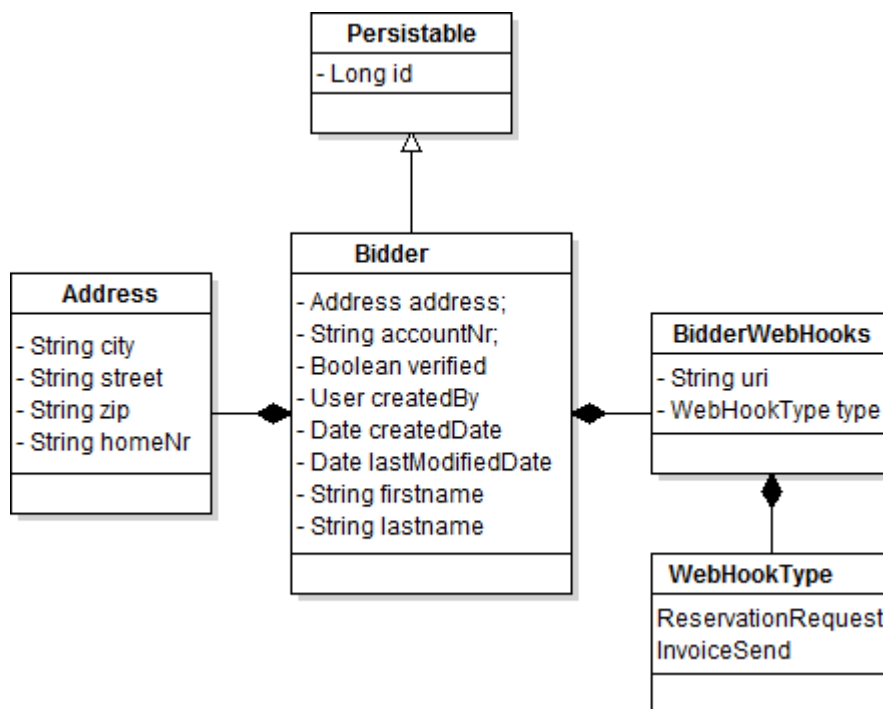 Persistable
- Long id
Bidder
- Address address;
- String accountNr;
- Boolean verified
- User createdBy
- Date createdDate
- Date lastModifiedDate
- String firstname
- String lastname
Address
- String city
- String street
- String zip
- String homeNr
BidderWebHooks
- String uri
- WebHookType type
WebHookType
ReservationRequest
InvoiceSend